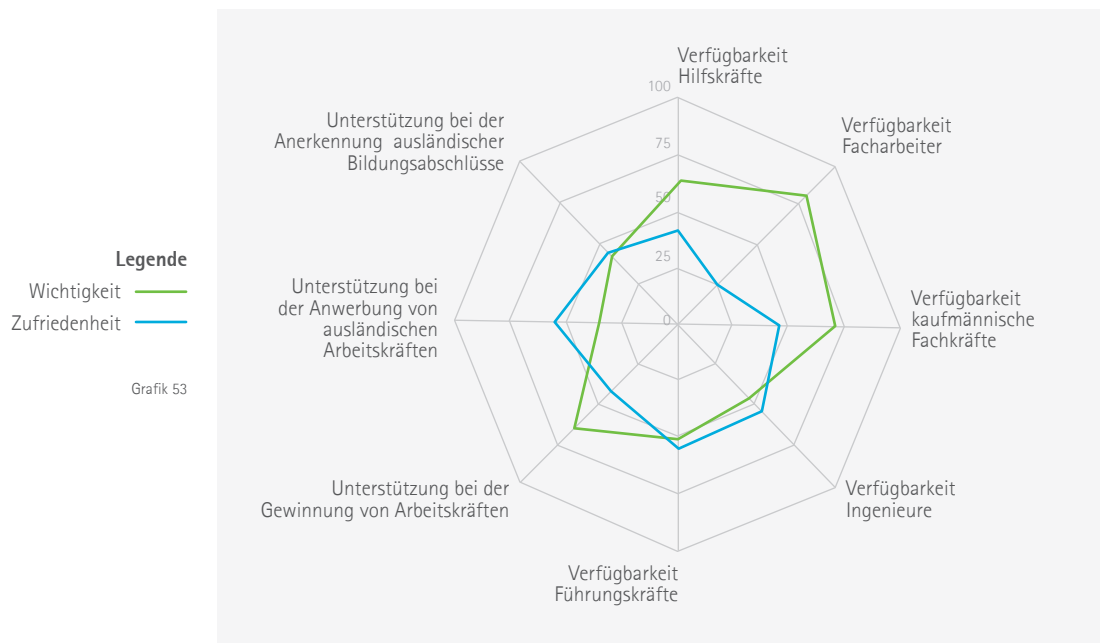 Verfügbarkeit
Hilfskräfte
100
75
50
25
0
Verfügbarkeit
Facharbeiter
Verfügbarkeit
kaufmännische
Fachkräfte
Verfügbarkeit
Ingenieure
Verfügbarkeit
Führungskräfte
Unterstützung bei der
Gewinnung von Arbeitskräften
Unterstützung bei
der Anwerbung von
ausländischen
Arbeitskräften
Unterstützung bei der
Anerkennung ausländischer
Bildungsabschlüsse
Legende
Wichtigkeit
Zufriedenheit
Grafik 53